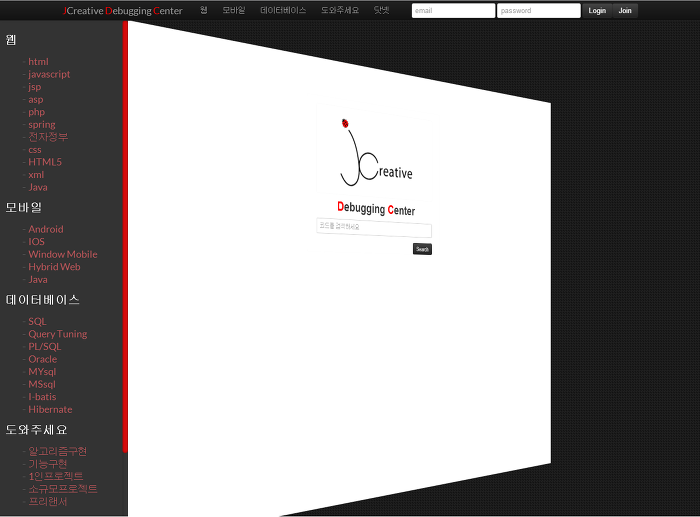 JCreative Debugging Center 웹 모바일 데이터베이스 도와주세요 닷넷 email password Login Join
웹
- html
- javascript
- jsp
- asp
- php
- spring
- 전자정부
- css
- HTML5
- xml
- Java
모바일
- Android
- IOS
- Window Mobile
- Hybrid Web
- Java
데이터베이스
- SQL
- Query Tuning
- PL/SQL
- Oracle
- MYsql
- MSsql
- I-batis
- Hibernate
도와주세요
- 알고리즘구현
- 기능구현
- 1인프로젝트
- 소규모프로젝트
- 프리랜서
jCreative
Debugging Center
코드를 검색하세요
Search